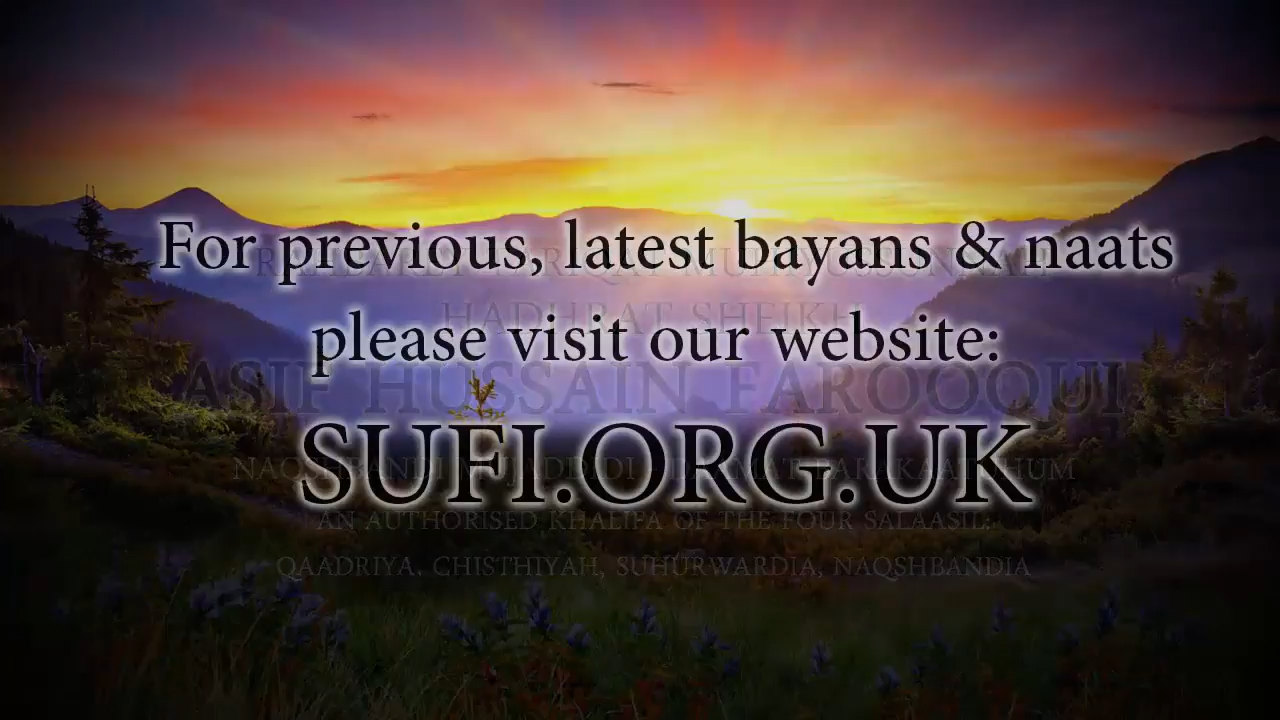 For previous, latest bayans & naats
HADHRAT SHEIKH
please visit our website:
ASIF HUSSAIN FAROOQUI
SUFI.ORG.UK
AN AUTHORISED KHALIFA OF THE FOUR SALAASIL:
QAADRIYA, CHISTHIYAH, SUHURWARDIA, NAQSHBANDIA